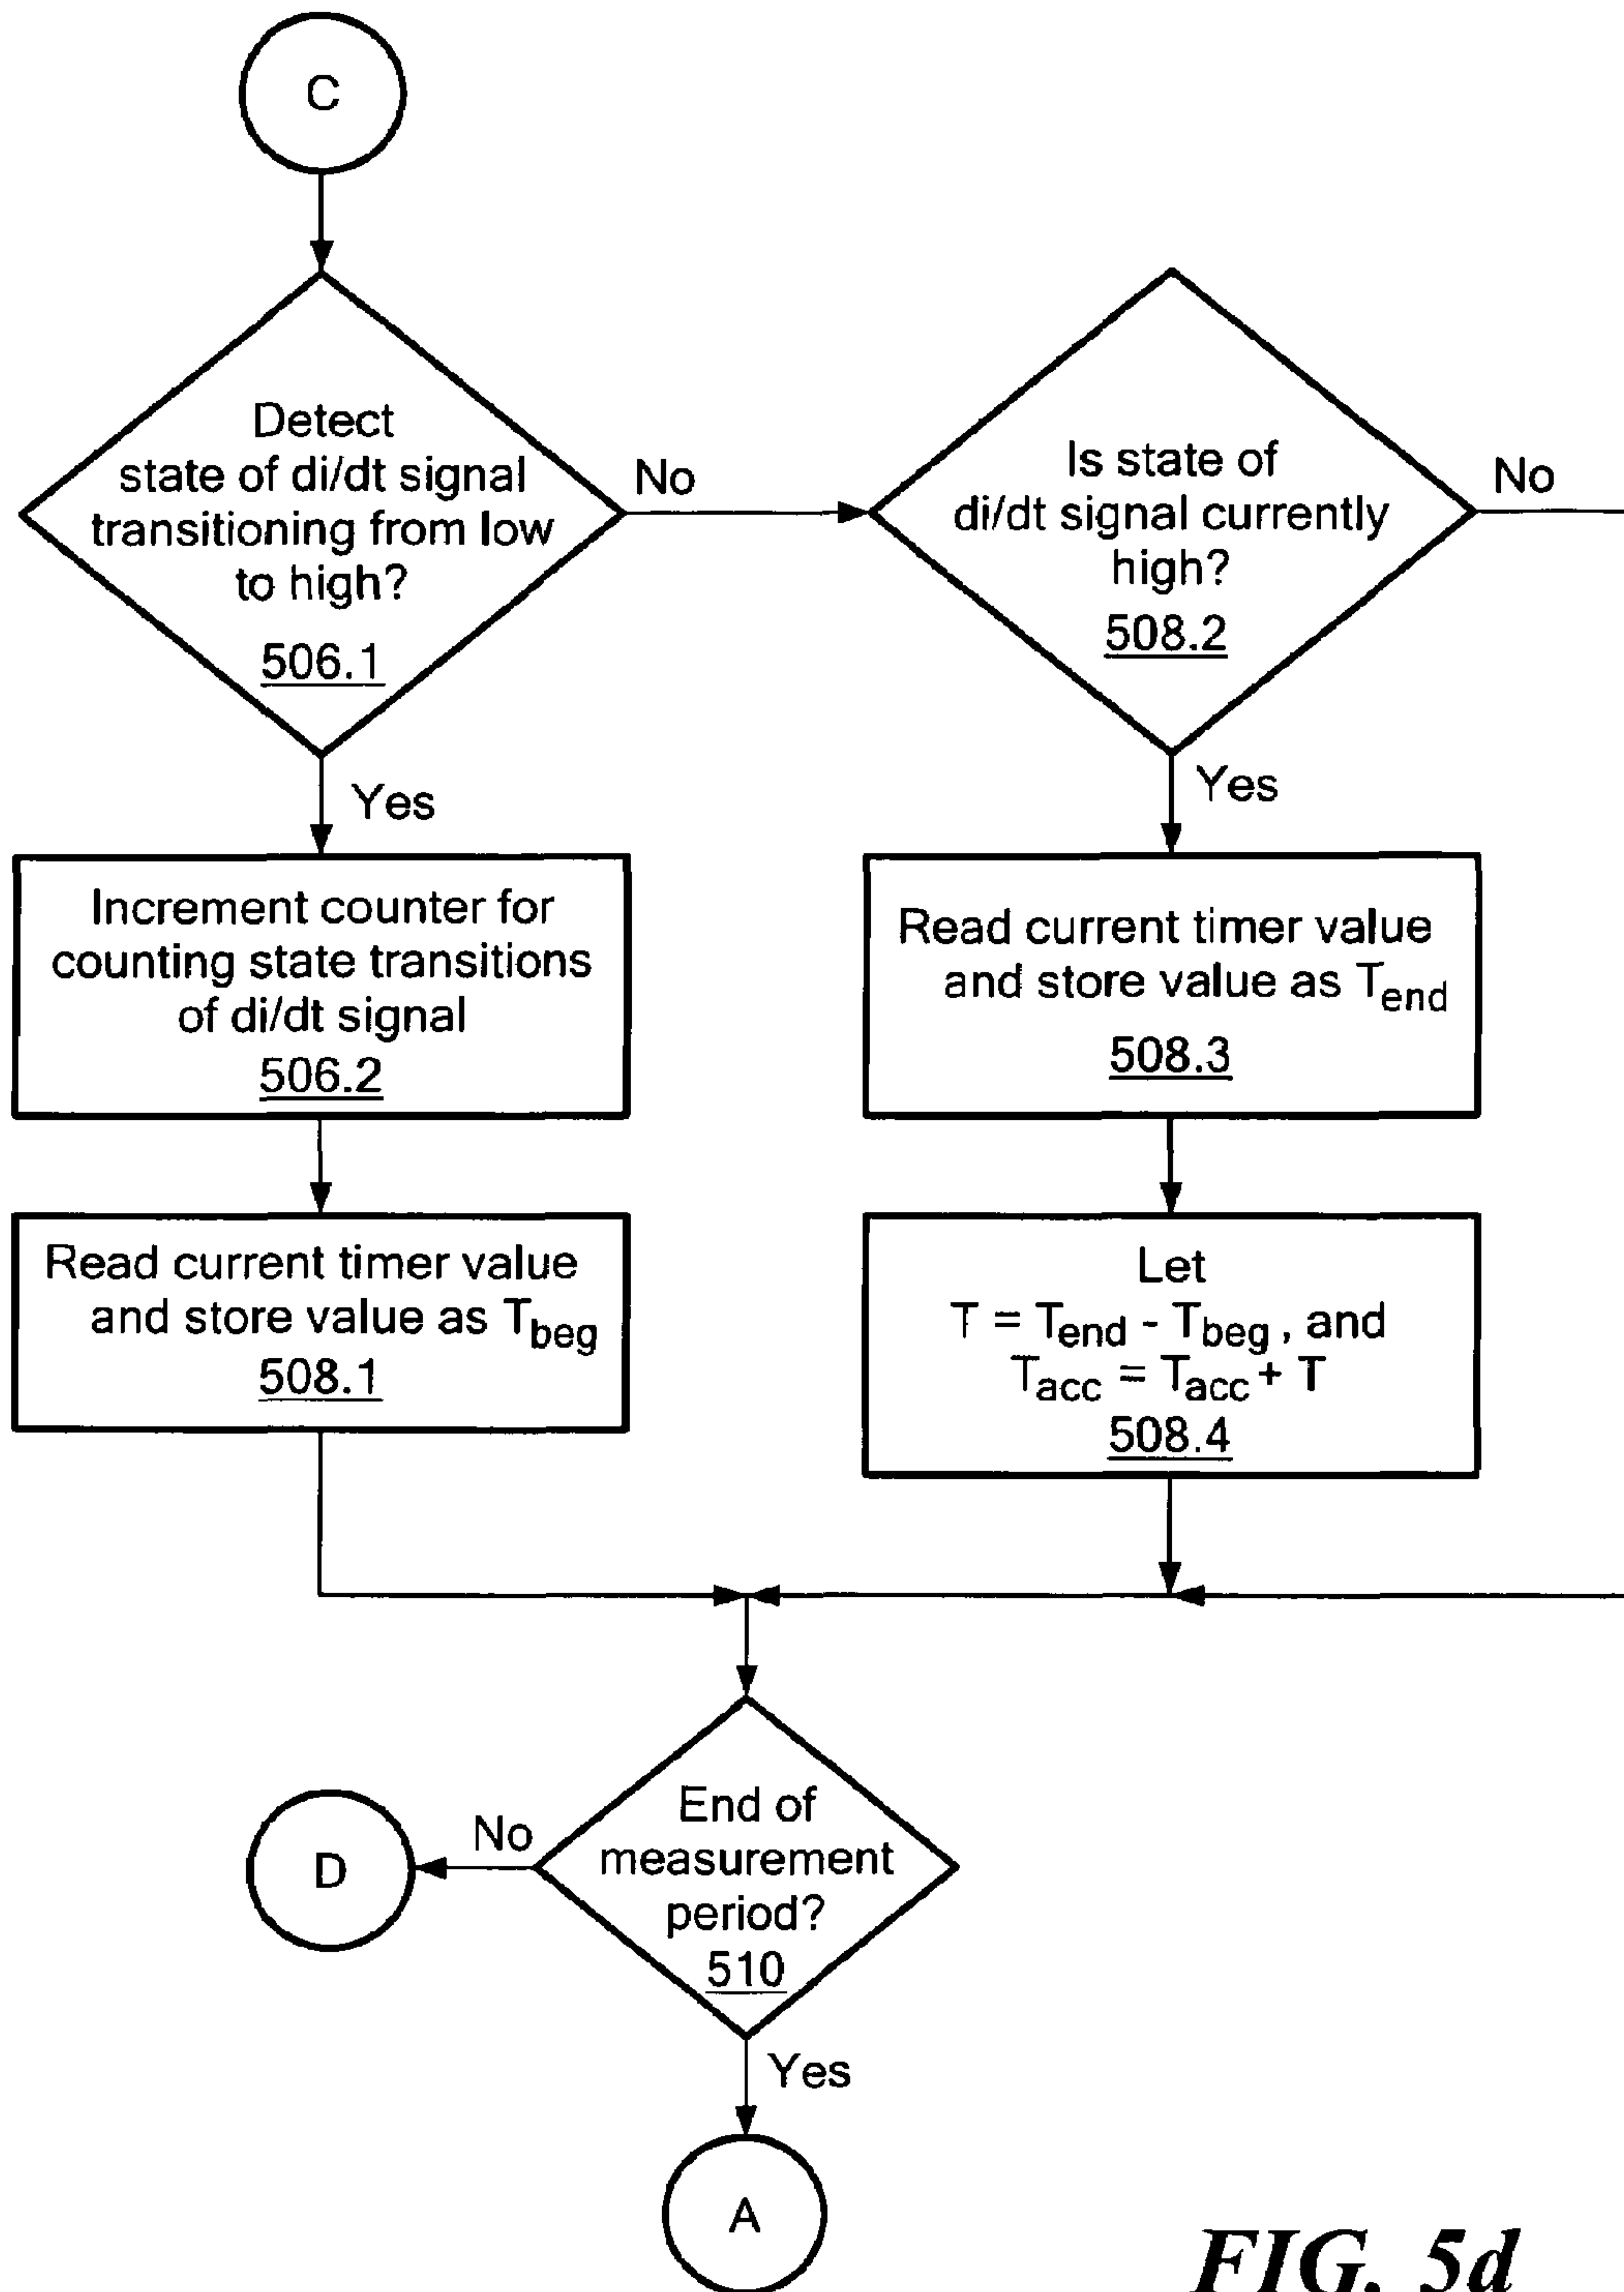 C
Detect
state of di/dt signal
transitioning from low
to high?
506.1
No
Is state of
di/dt signal currently
high?
508.2
No
Yes
Yes
Increment counter for
counting state transitions
of di/dt signal
506.2
Read current timer value
and store value as Tend
508.3
Read current timer value
and store value as Tbeg
508.1
Let
T = Tend - Tbeg , and
Tacc = Tacc + T
508.4
End of
measurement
period?
510
No
D
Yes
A
FIG. 5d